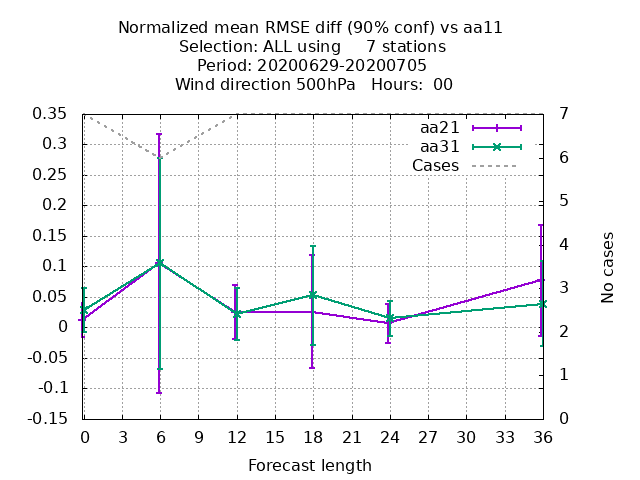 Normalized mean RMSE diff (90% conf) vs aa11
Selection: ALL using 7 stations
Period: 20200629-20200705
Wind direction 500hPa Hours: 00
0.35
0.3
0.25
0.2
0.15
0.1
0.05
0
-0.05
-0.1
-0.15
aa21
aa31
Cases
7
6
5
4
3
2
1
0
No cases
0 3 6 9 12 15 18 21 24 27 30 33 36
Forecast length